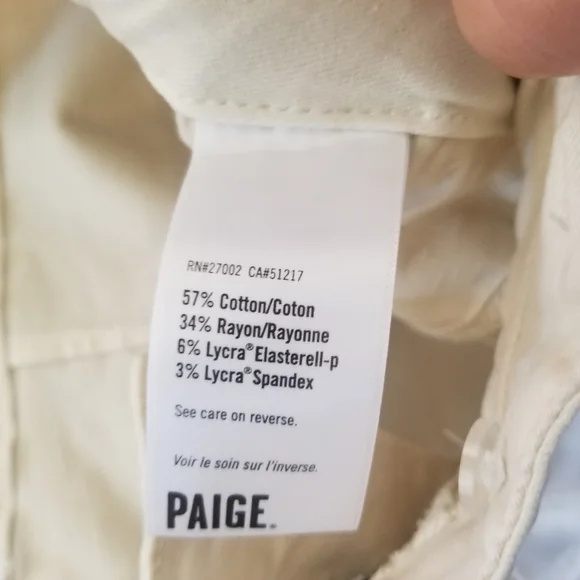 RN#27002 CA#51217
57% Cotton/Coton
34% Rayon/Rayonne
6% Lycra®Elasterell-p
3% Lycra®Spandex
See care on reverse.
Voir le soin sur l'inverse.
PAIGE.